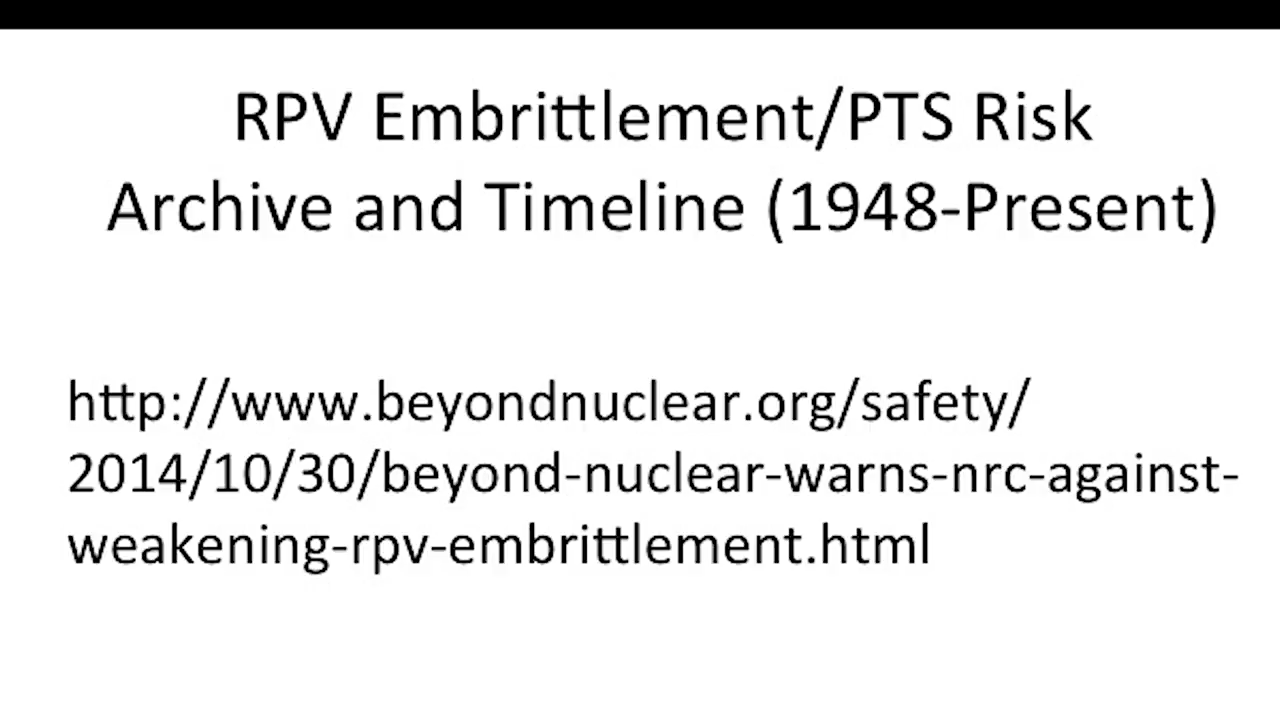 RPV Embrittlement/PTS Risk
Archive and Timeline (1948-Present)
http://www.beyondnuclear.org/safety/
2014/10/30/beyond-nuclear-warns-nrc-against-
weakening-rpv-embrittlement.html